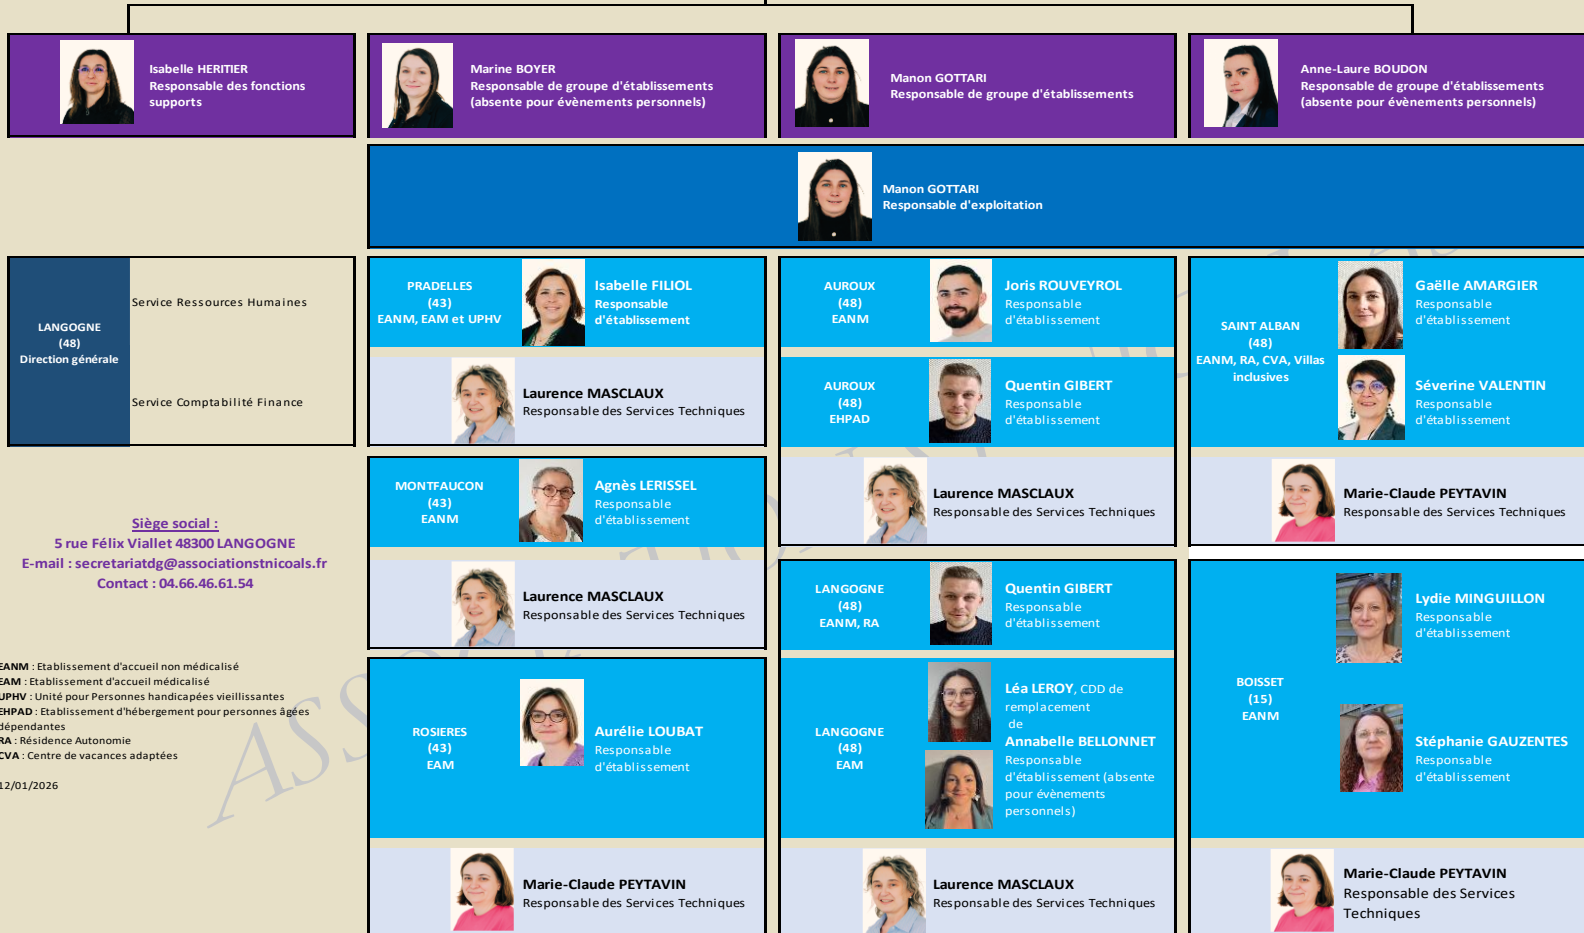 Isabelle HERITIER
Responsable des fonctions
supports
Marine BOYER
Responsable de groupe d'établissements
(absente pour évènements personnels)
Manon GOTTARI
Responsable de groupe d'établissements
Anne-Laure BOUDON
Responsable de groupe d'établissements
(absente pour évènements personnels)
Manon GOTTARI
Responsable d'exploitation
LANGOGNE
(48)
Direction générale
Service Ressources Humaines
Service Comptabilité Finance
Siège social :
5 rue Félix Viallet 48300 LANGOGNE
E-mail : secretariatdg@associationstnicoals.fr
Contact : 04.66.46.61.54
EANM : Etablissement d'accueil non médicalisé
EAM : Etablissement d'accueil médicalisé
UPHV : Unité pour Personnes handicapées vieillissantes
EHPAD : Etablissement d'hébergement pour personnes âgées
dépendantes
RA : Résidence Autonomie
CVA : Centre de vacances adaptées
12/01/2026
PRADELLES
(43)
EANM, EAM et UPHV
Isabelle FILIOL
Responsable
d'établissement
Laurence MASCLAUX
Responsable des Services Techniques
MONTFAUCON
(43)
EANM
Agnès LERISSEL
Responsable
d'établissement
Laurence MASCLAUX
Responsable des Services Techniques
ROSIERES
(43)
EAM
Aurélie LOUBAT
Responsable
d'établissement
Marie-Claude PEYTAVIN
Responsable des Services Techniques
AUROUX
(48)
EANM
Joris ROUVEYROL
Responsable
d'établissement
AUROUX
(48)
EHPAD
Quentin GIBERT
Responsable
d'établissement
Laurence MASCLAUX
Responsable des Services Techniques
LANGOGNE
(48)
EANM, RA
Quentin GIBERT
Responsable
d'établissement
LANGOGNE
(48)
EAM
Léa LEROY, CDD de
remplacement
de
Annabelle BELLONNET
Responsable
d'établissement (absente
pour évènements
personnels)
Laurence MASCLAUX
Responsable des Services Techniques
SAINT ALBAN
(48)
EANM, RA, CVA, Villas
inclusives
Gaëlle AMARGIER
Responsable
d'établissement
Séverine VALENTIN
Responsable
d'établissement
Marie-Claude PEYTAVIN
Responsable des Services Techniques
BOISSET
(15)
EANM
Lydie MINGUILLON
Responsable
d'établissement
Stéphanie GAUZENTES
Responsable
d'établissement
Marie-Claude PEYTAVIN
Responsable des Services
Techniques